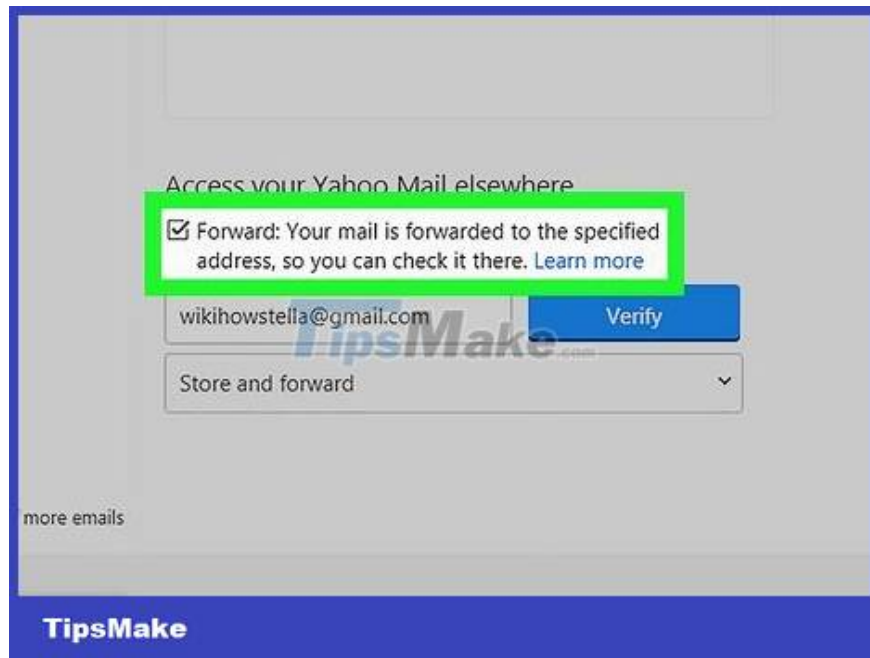 Access your Yahoo Mail elsewhere
Forward: Your mail is forwarded to the specified
address, so you can check it there. Learn more
wikihowstella@gmail.com
Verify
TipsMake.com
Store and forward
more emails
TipsMake